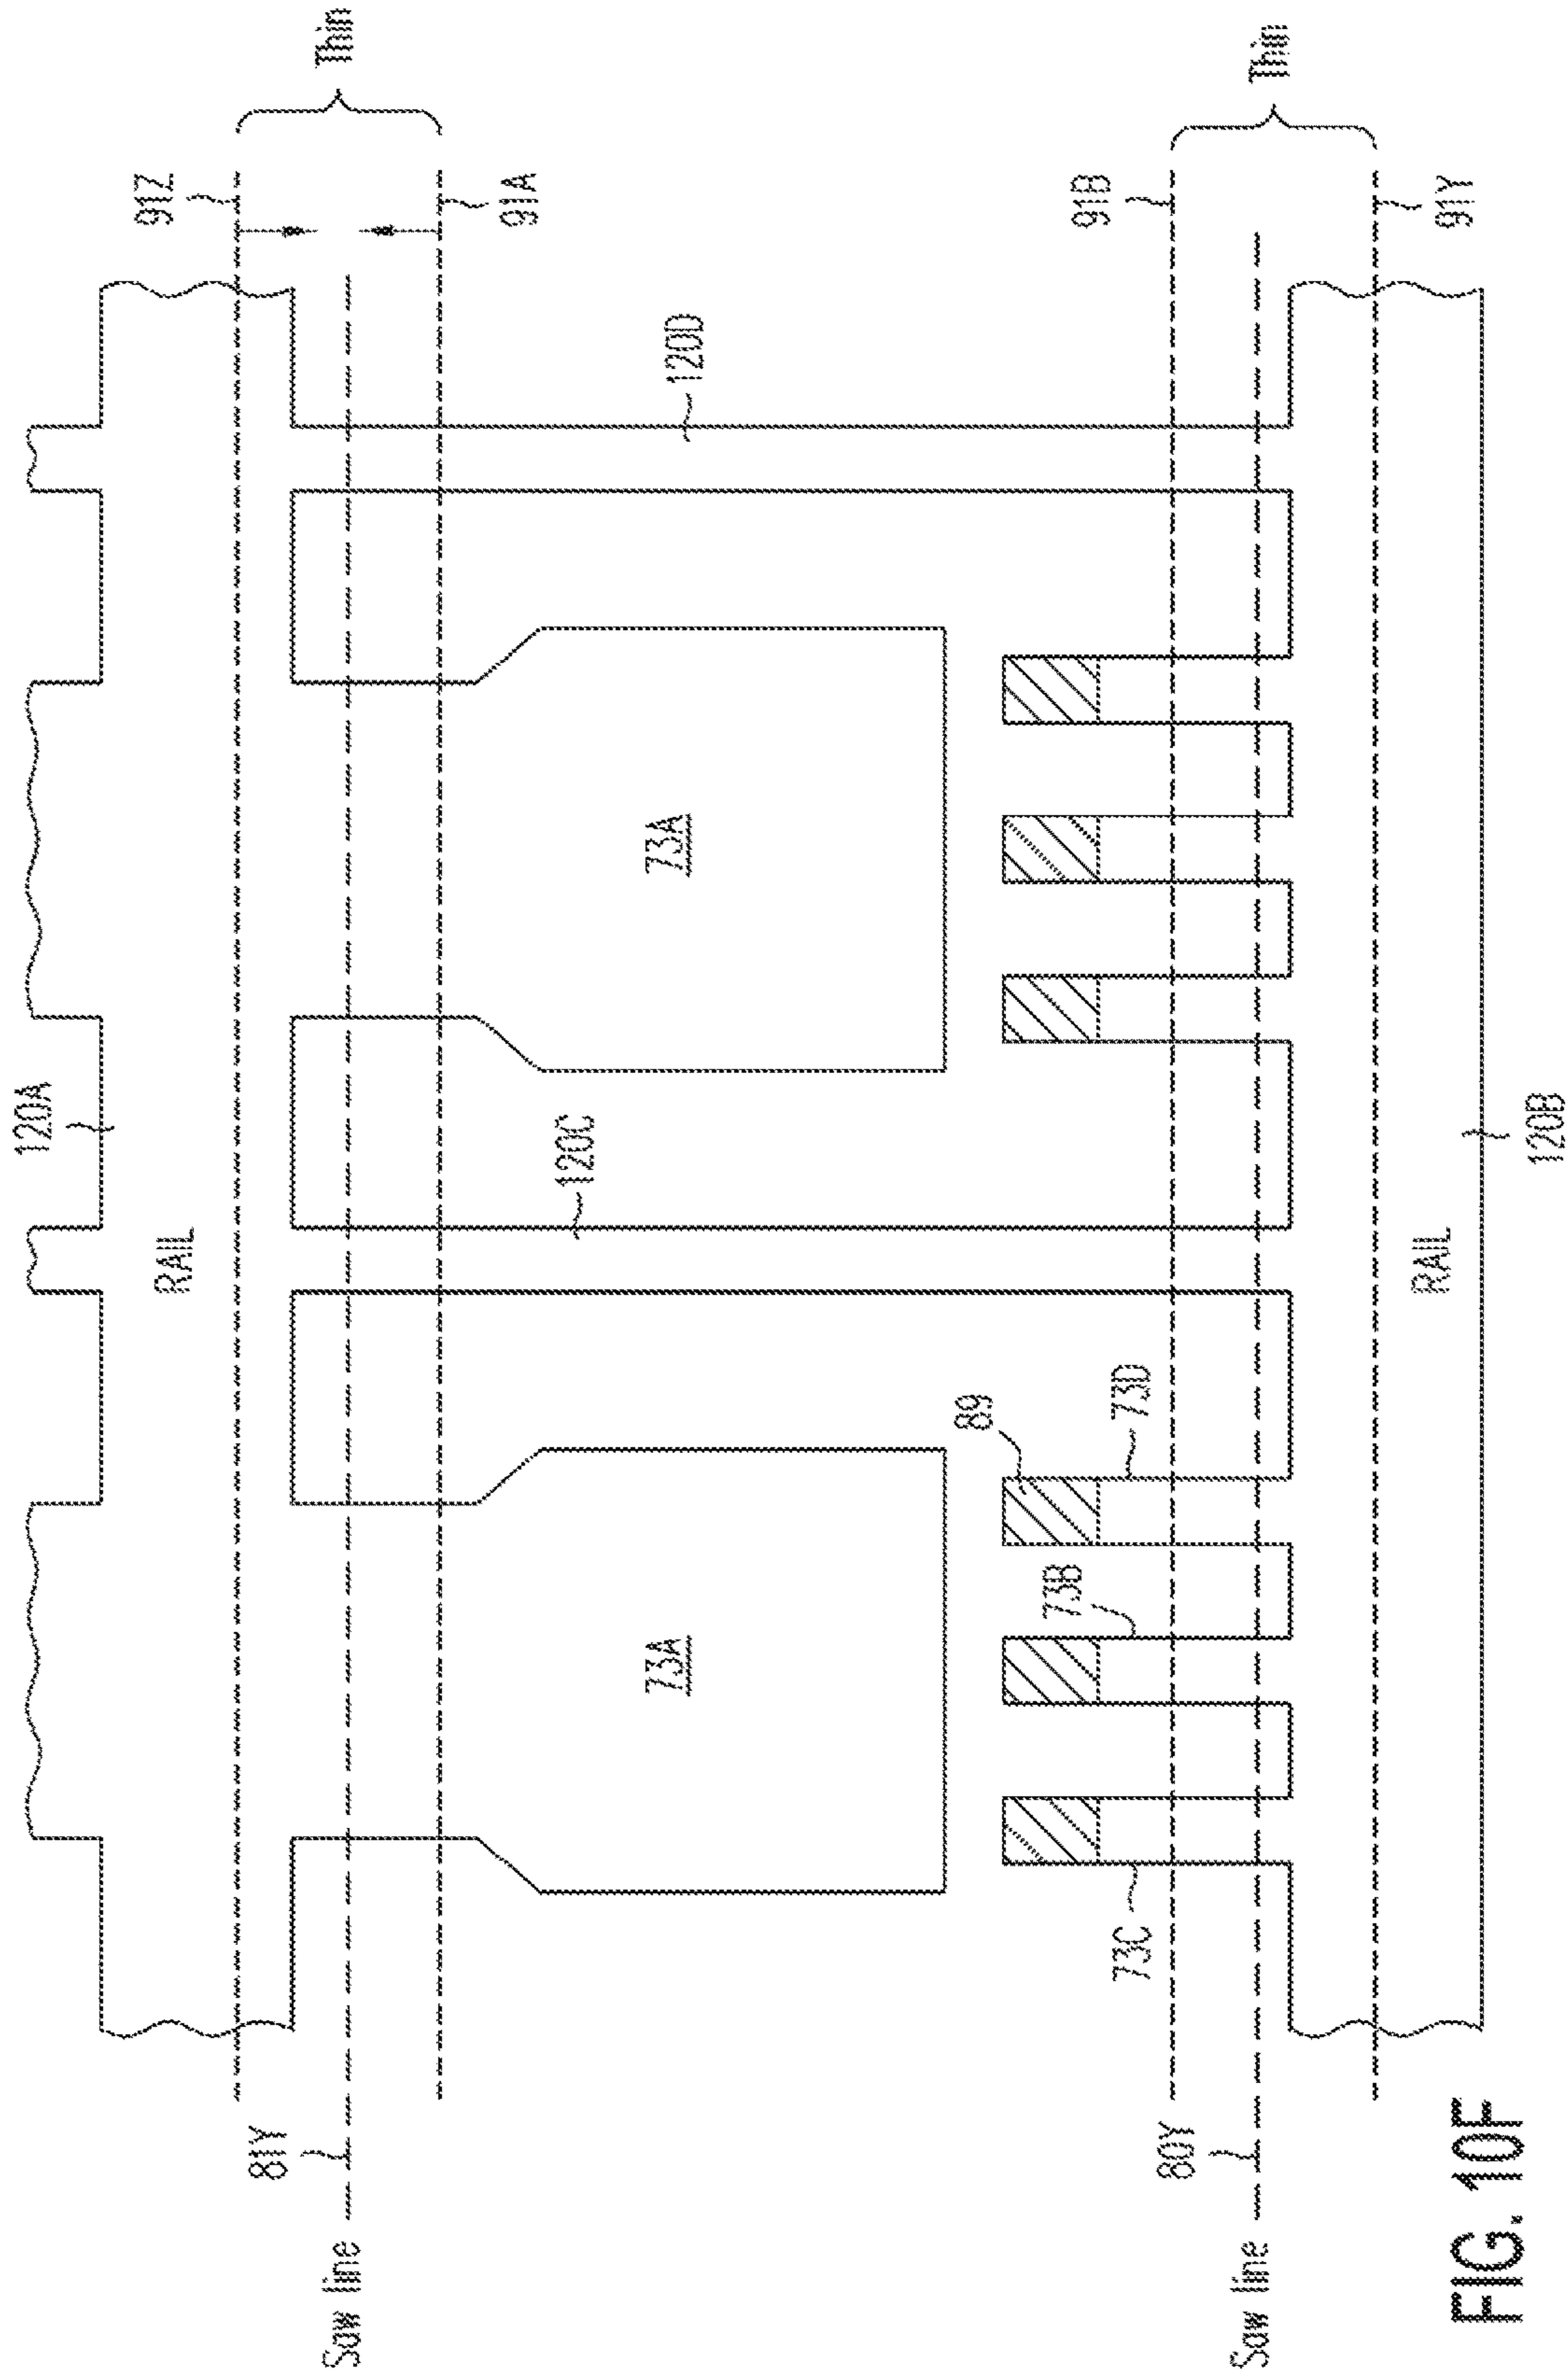 Thin
Thin
91Z
91A
91B
91Y
120D
120A
RAIL
120C
73A
73A
89
73D
73B
73C
RAIL
120B
81Y
80Y
Saw line
Saw line
FIG. 10F